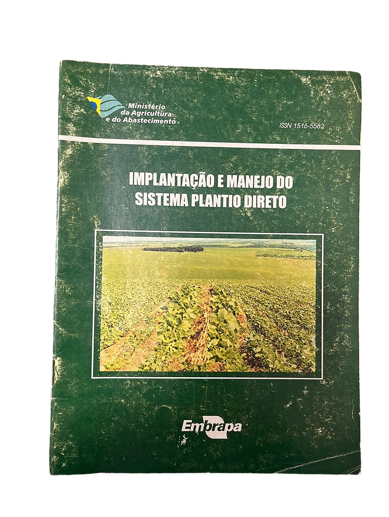 Ministério
da Agricultura
e do Abastecimento
ISSN 1516-5582
IMPLANTAÇÃO E MANEJO DO
SISTEMA PLANTIO DIRETO
Embrapa